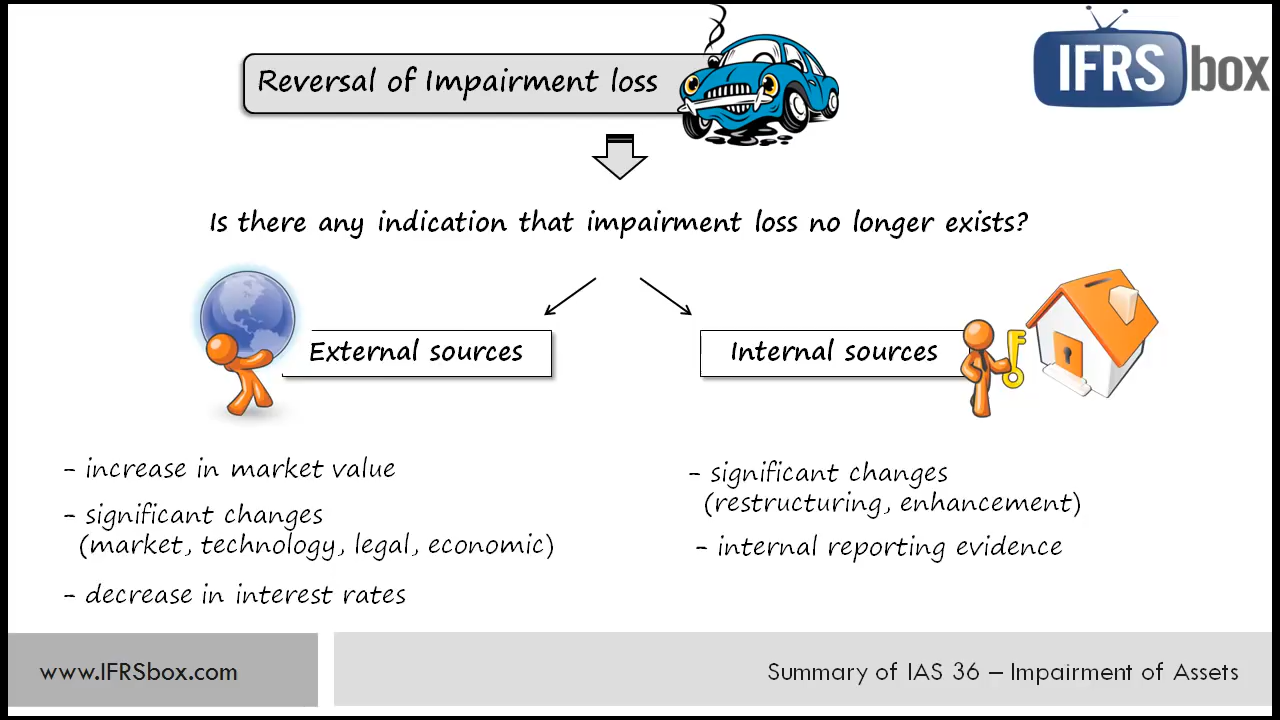 Reversal of Impairment loss
IFRS box
Is there any indication that impairment loss no longer exists?
External sources
- increase in market value
- significant changes
(market, technology, legal, economic)
- decrease in interest rates
Internal sources
- significant changes
(restructuring, enhancement)
- internal reporting evidence
www.IFRSbox.com
Summary of IAS 36 – Impairment of Assets